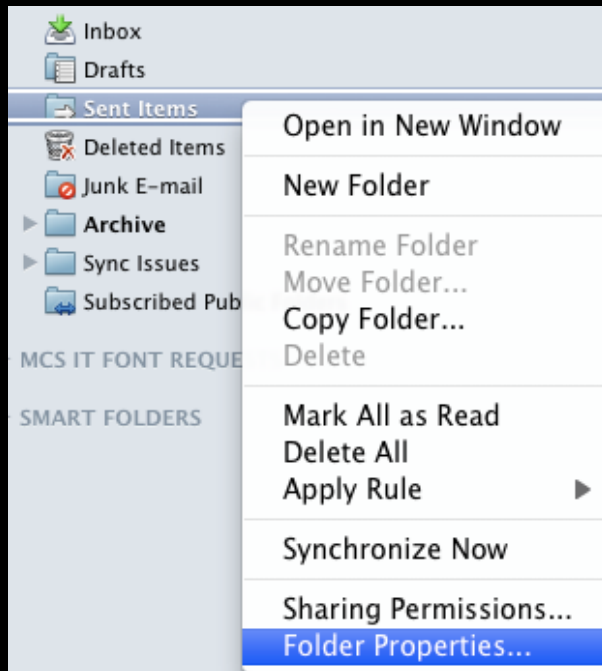 Inbox
Drafts
Sent Items
Deleted Items
Junk E-mail
Archive
Sync Issues
Subscribed Pub
MCS IT FONT REQUE
SMART FOLDERS
Open in New Window
New Folder
Rename Folder
Move Folder...
Copy Folder...
Delete
Mark All as Read
Delete All
Apply Rule
Synchronize Now
Sharing Permissions...
Folder Properties...